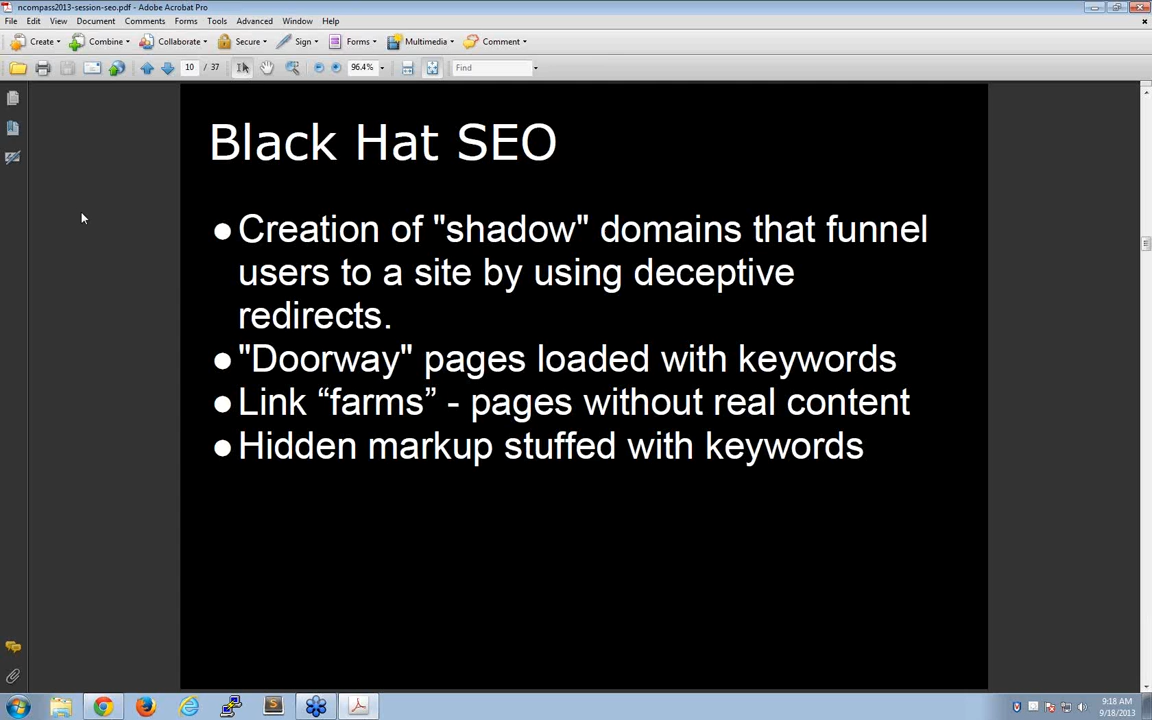 ncompass2013-session-seo.pdf - Adobe Acrobat Pro
File Edit View Document Comments Forms Tools Advanced Window Help
Create Combine Collaborate Secure Sign Forms Multimedia Comment
10 / 37 96.4% Find
Black Hat SEO
●Creation of "shadow" domains that funnel
users to a site by using deceptive
redirects.
●"Doorway" pages loaded with keywords
●Link “farms” - pages without real content
●Hidden markup stuffed with keywords
9:18 AM
9/18/2013